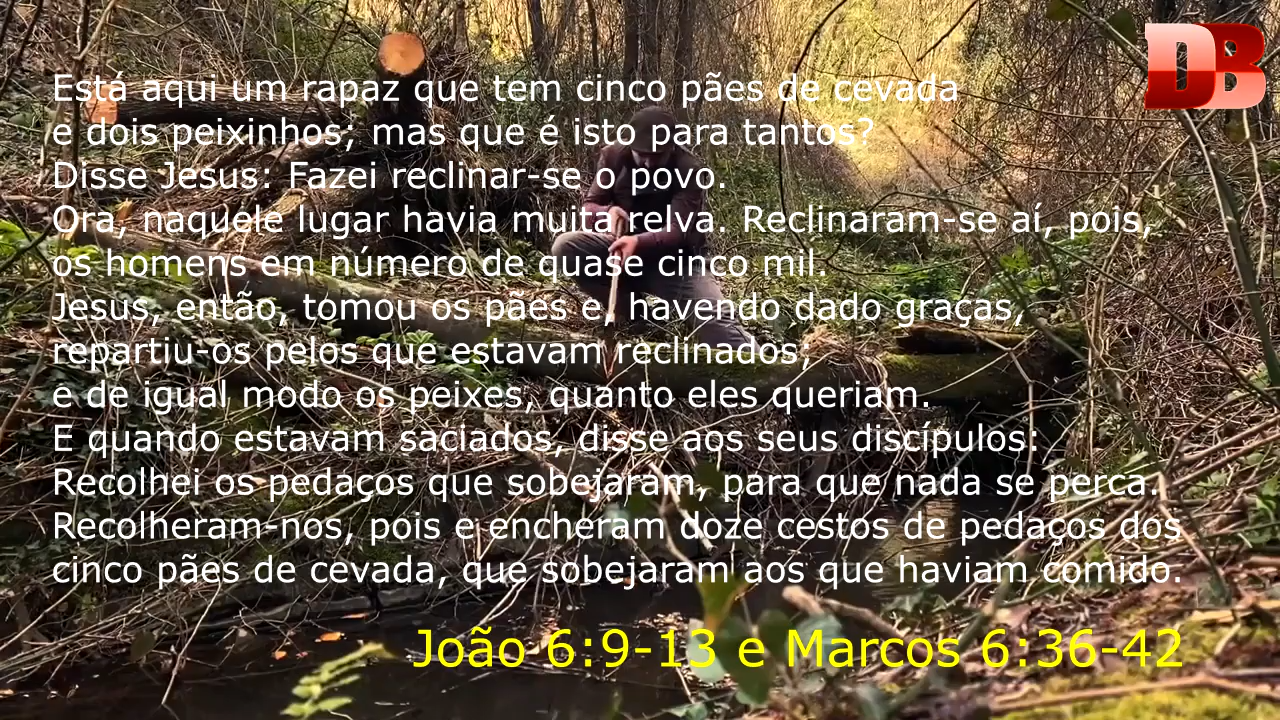 DB
Está aqui um rapaz que tem cinco pães de cevada
e dois peixinhos; mas que é isto para tantos?
Disse Jesus: Fazei reclinar-se o povo.
Ora, naquele lugar havia muita relva. Reclinaram-se aí, pois,
os homens em número de quase cinco mil.
Jesus, então, tomou os pães e, havendo dado graças,
repartiu-os pelos que estavam reclinados;
e de igual modo os peixes, quanto eles queriam.
E quando estavam saciados, disse aos seus discípulos:
Recolhei os pedaços que sobejaram, para que nada se perca.
Recolheram-nos, pois e encheram doze cestos de pedaços dos
cinco pães de cevada, que sobejaram aos que haviam comido.
João 6:9-13 e Marcos 6:36-42